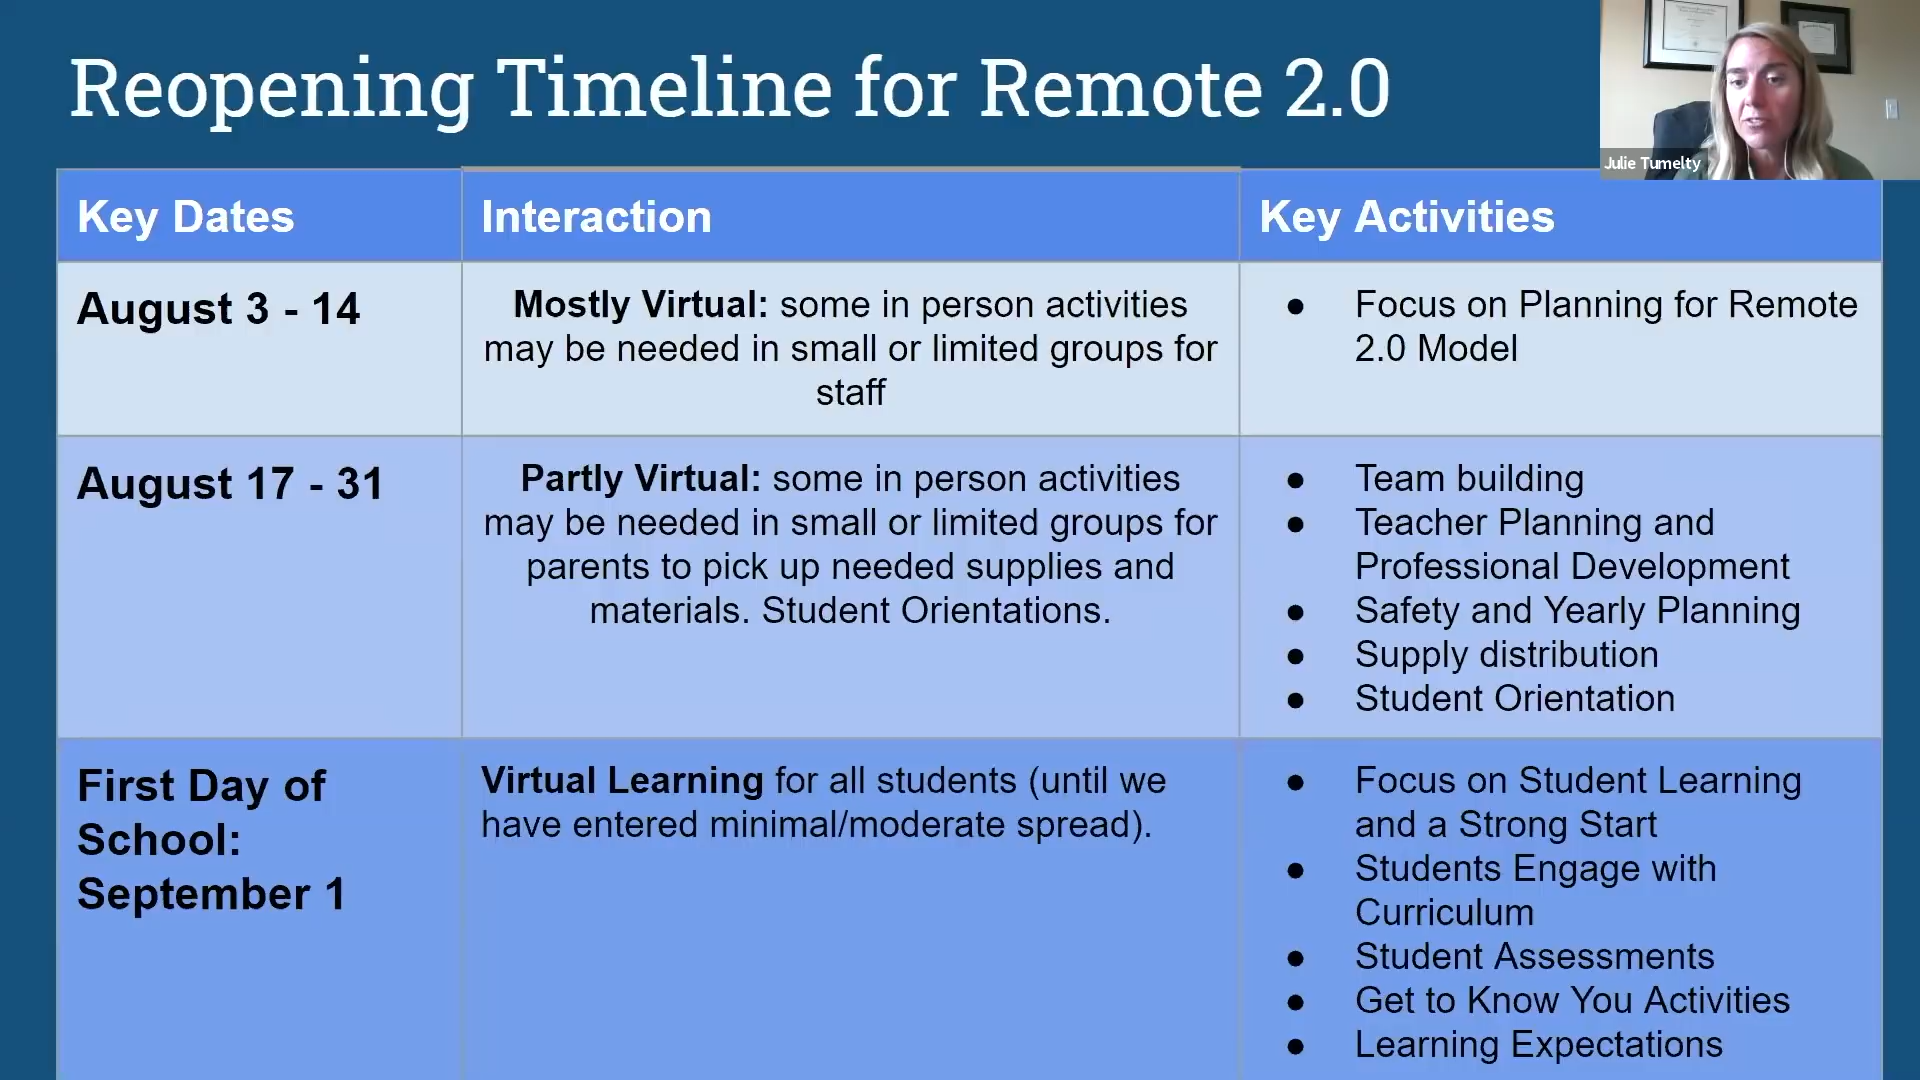 Reopening Timeline for Remote 2.0
Julie Tumelty
Key Dates
Interaction
Key Activities
August 3 - 14
Mostly Virtual: some in person activities
may be needed in small or limited groups for
staff
● Focus on Planning for Remote
2.0 Model
August 17 - 31
Partly Virtual: some in person activities
may be needed in small or limited groups for
parents to pick up needed supplies and
materials. Student Orientations.
● Team building
● Teacher Planning and
Professional Development
● Safety and Yearly Planning
● Supply distribution
● Student Orientation
First Day of
School:
September 1
Virtual Learning for all students (until we
have entered minimal/moderate spread).
● Focus on Student Learning
and a Strong Start
● Students Engage with
Curriculum
● Student Assessments
● Get to Know You Activities
● Learning Expectations